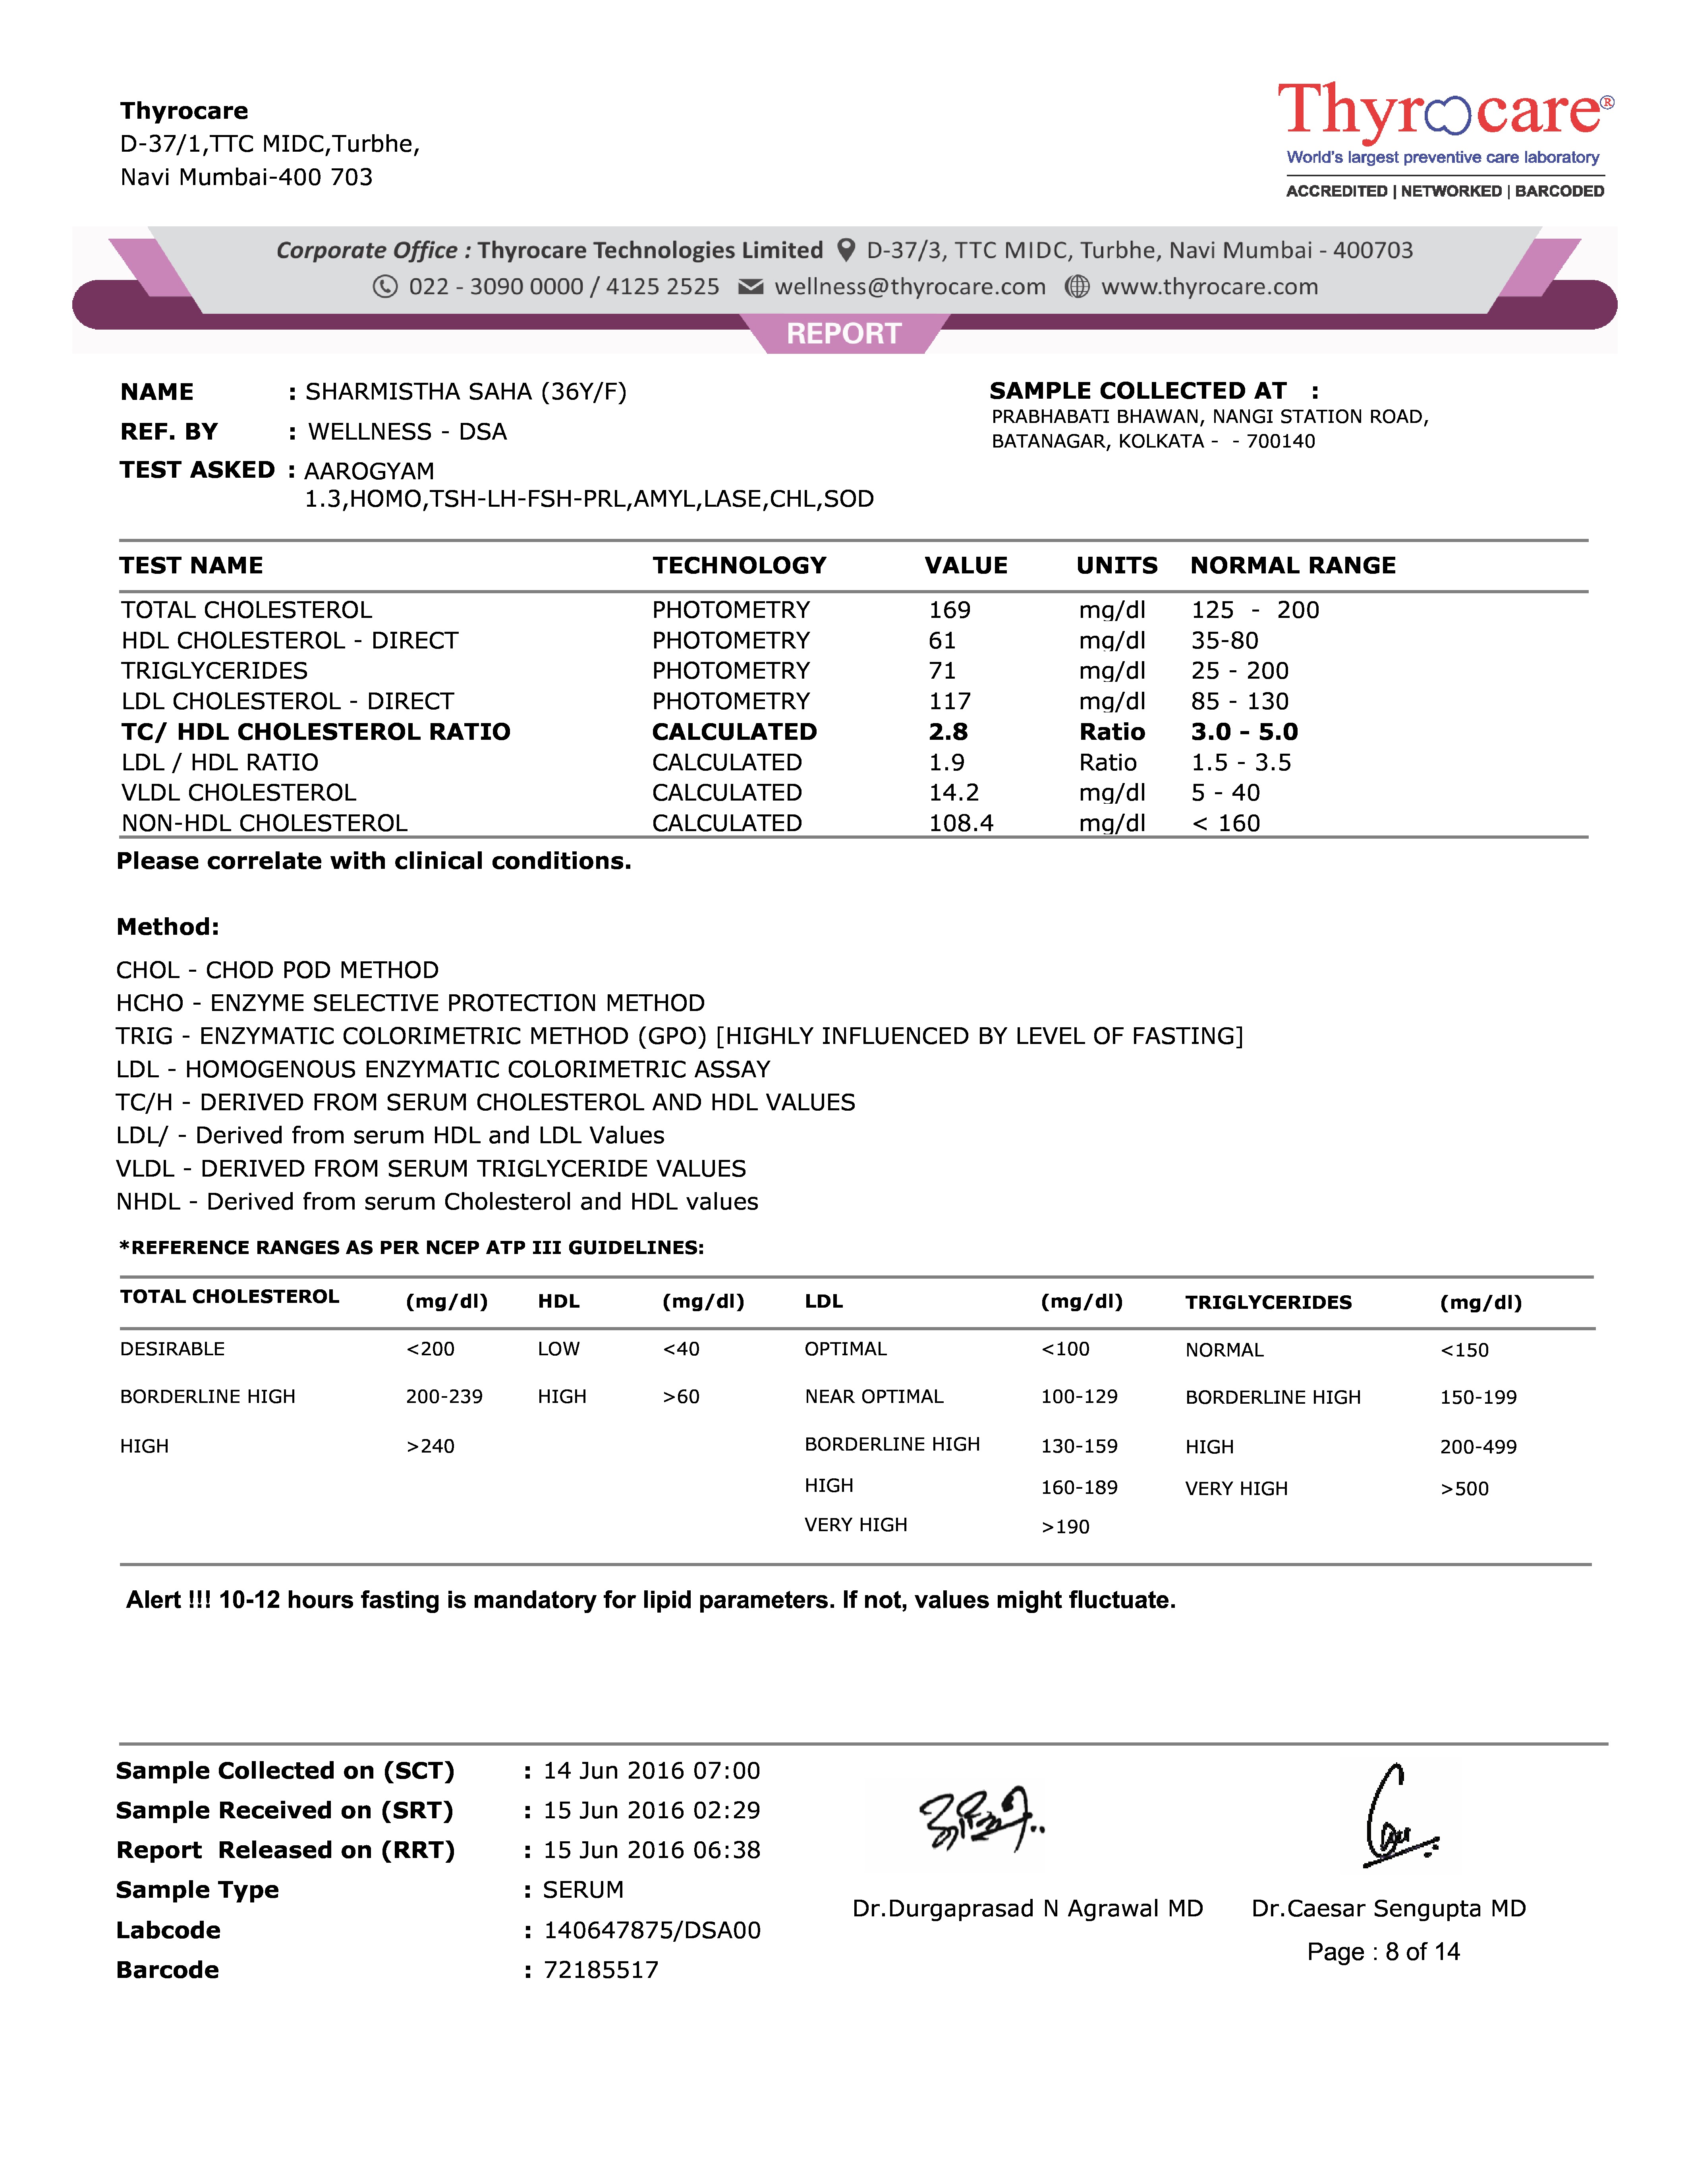 Thyrocare
D-37/1,TTC MIDC,Turbhe,
Navi Mumbai-400 703
Thyrocare®
World's largest preventive care laboratory
ACCREDITED | NETWORKED | BARCODED
Corporate Office : Thyrocare Technologies Limited D-37/3, TTC MIDC, Turbhe, Navi Mumbai - 400703
022 - 3090 0000 / 4125 2525 wellness@thyrocare.com www.thyrocare.com
REPORT
NAME : SHARMISTHA SAHA (36Y/F)
REF. BY : WELLNESS - DSA
TEST ASKED : AAROGYAM
1.3,HOMO,TSH-LH-FSH-PRL,AMYL,LASE,CHL,SOD
SAMPLE COLLECTED AT :
PRABHABATI BHAWAN, NANGI STATION ROAD,
BATANAGAR, KOLKATA - - 700140
TEST NAME TECHNOLOGY VALUE UNITS NORMAL RANGE
TOTAL CHOLESTEROL PHOTOMETRY 169 mg/dl 125 - 200
HDL CHOLESTEROL - DIRECT PHOTOMETRY 61 mg/dl 35-80
TRIGLYCERIDES PHOTOMETRY 71 mg/dl 25 - 200
LDL CHOLESTEROL - DIRECT PHOTOMETRY 117 mg/dl 85 - 130
TC/ HDL CHOLESTEROL RATIO CALCULATED 2.8 Ratio 3.0 - 5.0
LDL / HDL RATIO CALCULATED 1.9 Ratio 1.5 - 3.5
VLDL CHOLESTEROL CALCULATED 14.2 mg/dl 5 - 40
NON-HDL CHOLESTEROL CALCULATED 108.4 mg/dl < 160
Please correlate with clinical conditions.
Method:
CHOL - CHOD POD METHOD
HCHO - ENZYME SELECTIVE PROTECTION METHOD
TRIG - ENZYMATIC COLORIMETRIC METHOD (GPO) [HIGHLY INFLUENCED BY LEVEL OF FASTING]
LDL - HOMOGENOUS ENZYMATIC COLORIMETRIC ASSAY
TC/H - DERIVED FROM SERUM CHOLESTEROL AND HDL VALUES
LDL/ - Derived from serum HDL and LDL Values
VLDL - DERIVED FROM SERUM TRIGLYCERIDE VALUES
NHDL - Derived from serum Cholesterol and HDL values
*REFERENCE RANGES AS PER NCEP ATP III GUIDELINES:
TOTAL CHOLESTEROL (mg/dl) HDL (mg/dl) LDL (mg/dl) TRIGLYCERIDES (mg/dl)
DESIRABLE <200 LOW <40 OPTIMAL <100 NORMAL <150
BORDERLINE HIGH 200-239 HIGH >60 NEAR OPTIMAL 100-129 BORDERLINE HIGH 150-199
HIGH >240 BORDERLINE HIGH 130-159 HIGH 200-499
HIGH 160-189 VERY HIGH >500
VERY HIGH >190
Alert !!! 10-12 hours fasting is mandatory for lipid parameters. If not, values might fluctuate.
Sample Collected on (SCT) : 14 Jun 2016 07:00
Sample Received on (SRT) : 15 Jun 2016 02:29
Report Released on (RRT) : 15 Jun 2016 06:38
Sample Type : SERUM
Labcode : 140647875/DSA00
Barcode : 72185517
Dr.Durgaprasad N Agrawal MD Dr.Caesar Sengupta MD
Page : 8 of 14